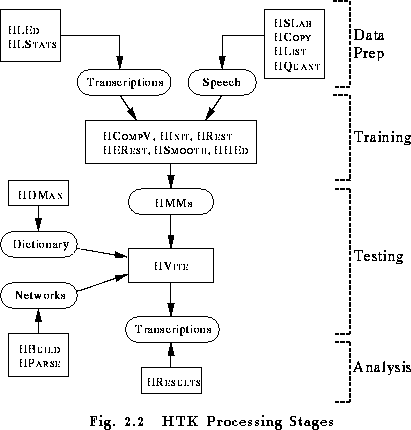 HLEd
HLStats
HSLab
HCopy
HList
HQuant
Data
Prep
Transcriptions
Speech
HCompV, HInit, HRest
HERest, HSmooth, HHEd
Training
HMMs
HDMan
Dictionary
HVite
Testing
Networks
HBuild
HParse
Transcriptions
HResults
Analysis
Fig. 2.2 HTK Processing Stages